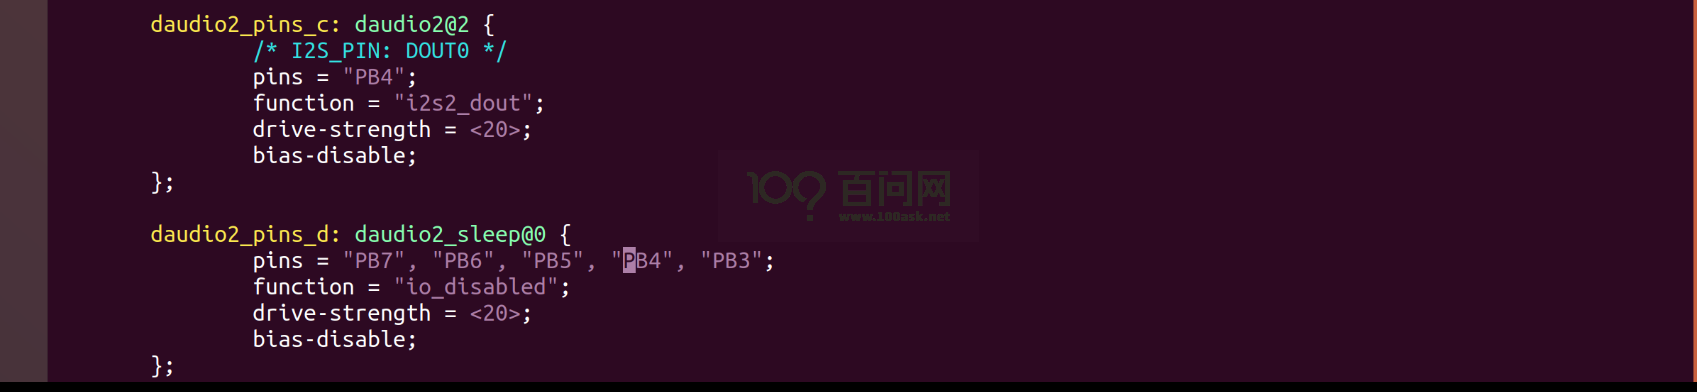 daudio2_pins_c: daudio2@2 {
/* I2S_PIN: DOUT0 */
pins = "PB4";
function = "i2s2_dout";
drive-strength = <20>;
bias-disable;
};
daudio2_pins_d: daudio2_sleep@0 {
pins = "PB7", "PB6", "PB5", "PB4", "PB3";
function = "io_disabled";
drive-strength = <20>;
bias-disable;
};
100? 百问网
www.100ask.net